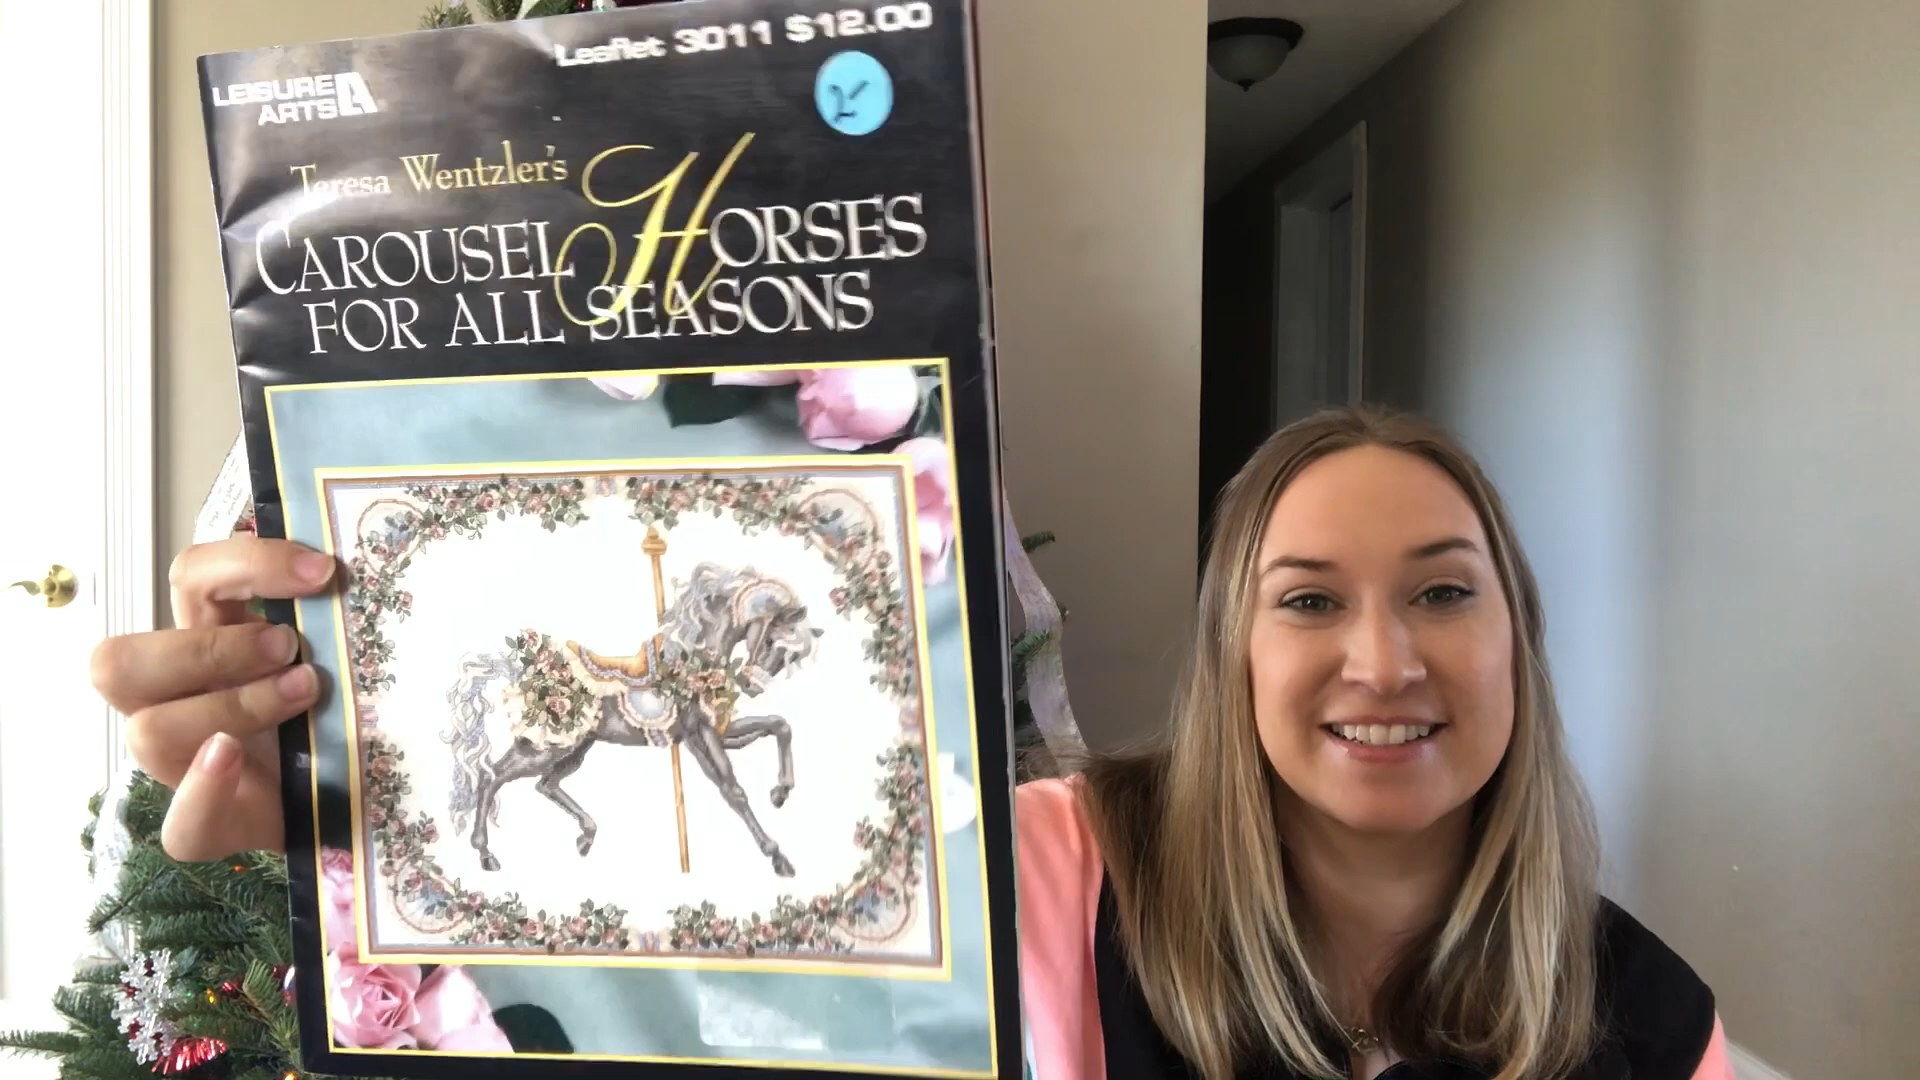 Leaflet 3011 $12.00
LEISURE
ARTS
Teresa Wentzler's
CAROUSEL HORSES
FOR ALL SEASONS